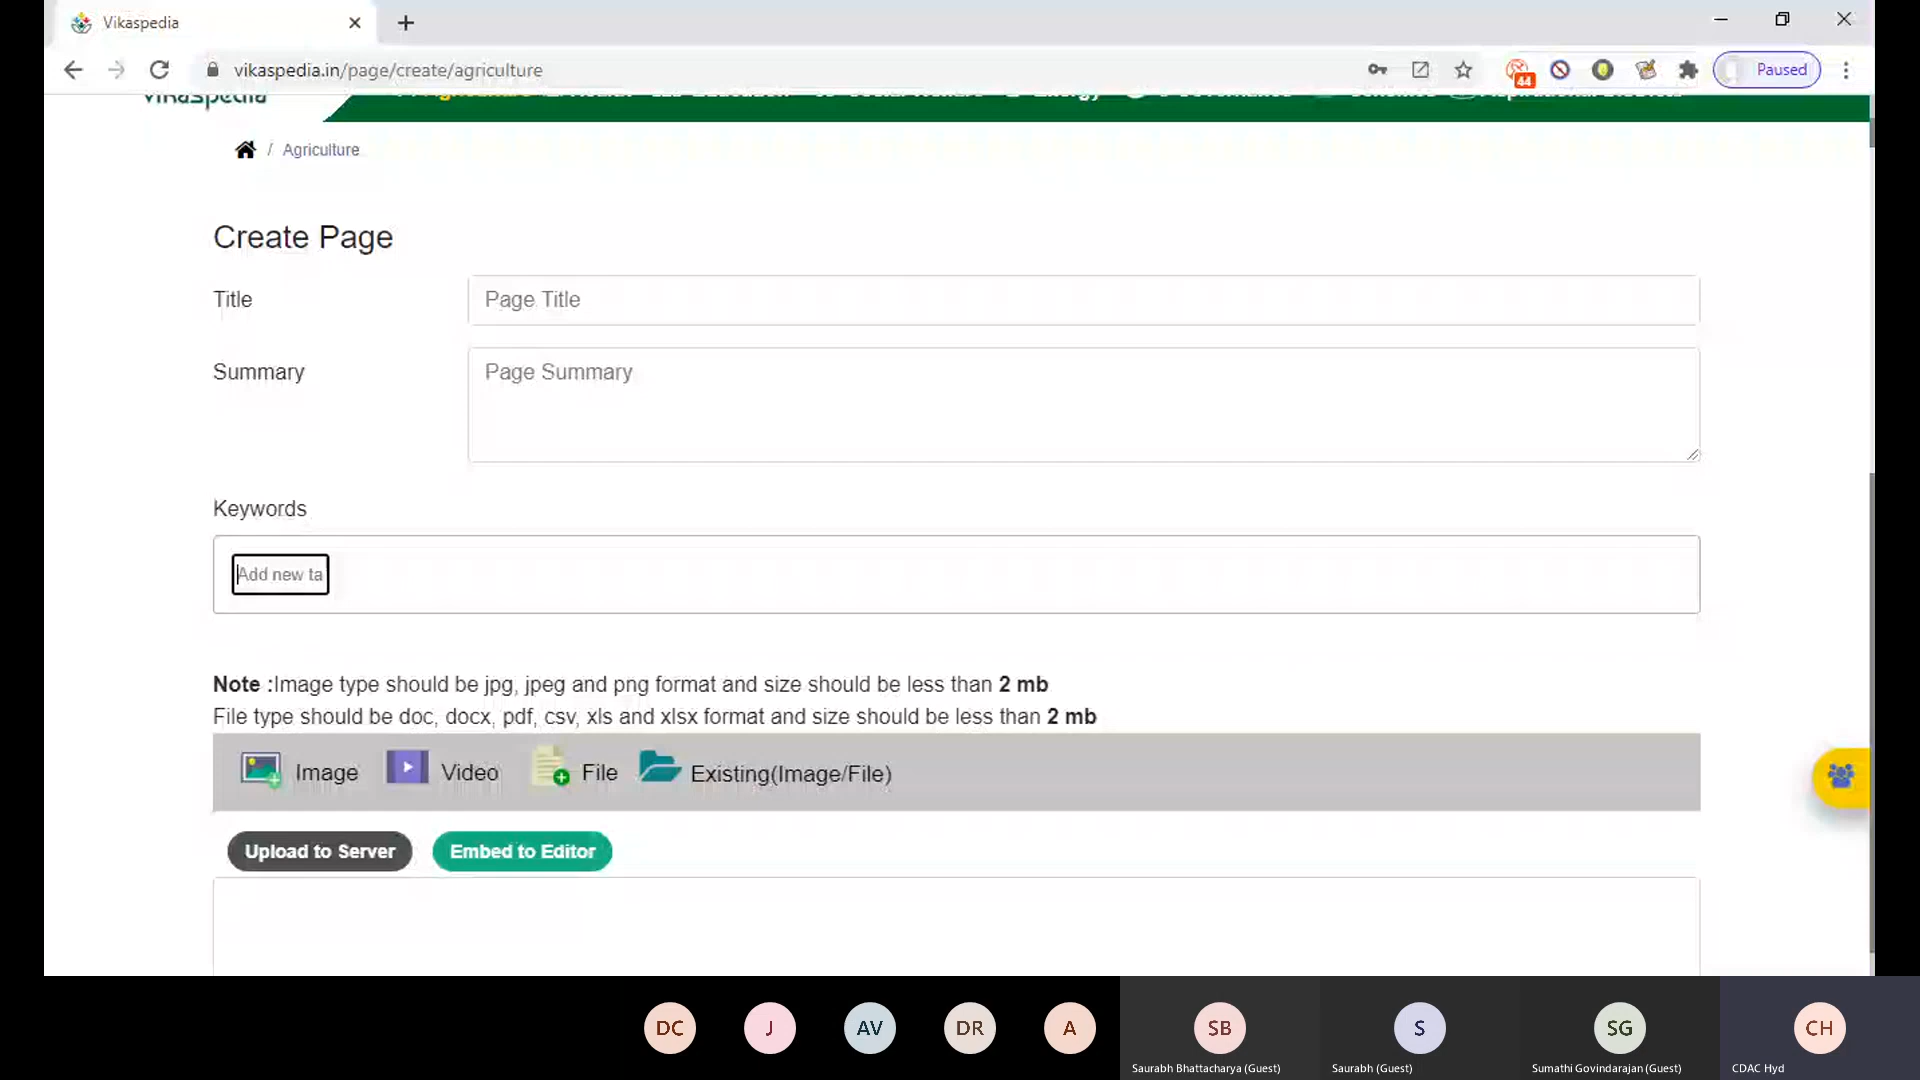 Vikaspedia
vikaspedia.in/page/create/agriculture
44
Paused
vikaspedia
/ Agriculture
Create Page
Title
Page Title
Summary
Page Summary
Keywords
Add new ta
Note :Image type should be jpg, jpeg and png format and size should be less than 2 mb
File type should be doc, docx, pdf, csv, xls and xlsx format and size should be less than 2 mb
Image
Video
File
Existing(Image/File)
Upload to Server
Embed to Editor
DC
J
AV
DR
A
SB
S
SG
CH
Saurabh Bhattacharya (Guest)
Saurabh (Guest)
Sumathi Govindarajan (Guest)
CDAC Hyd